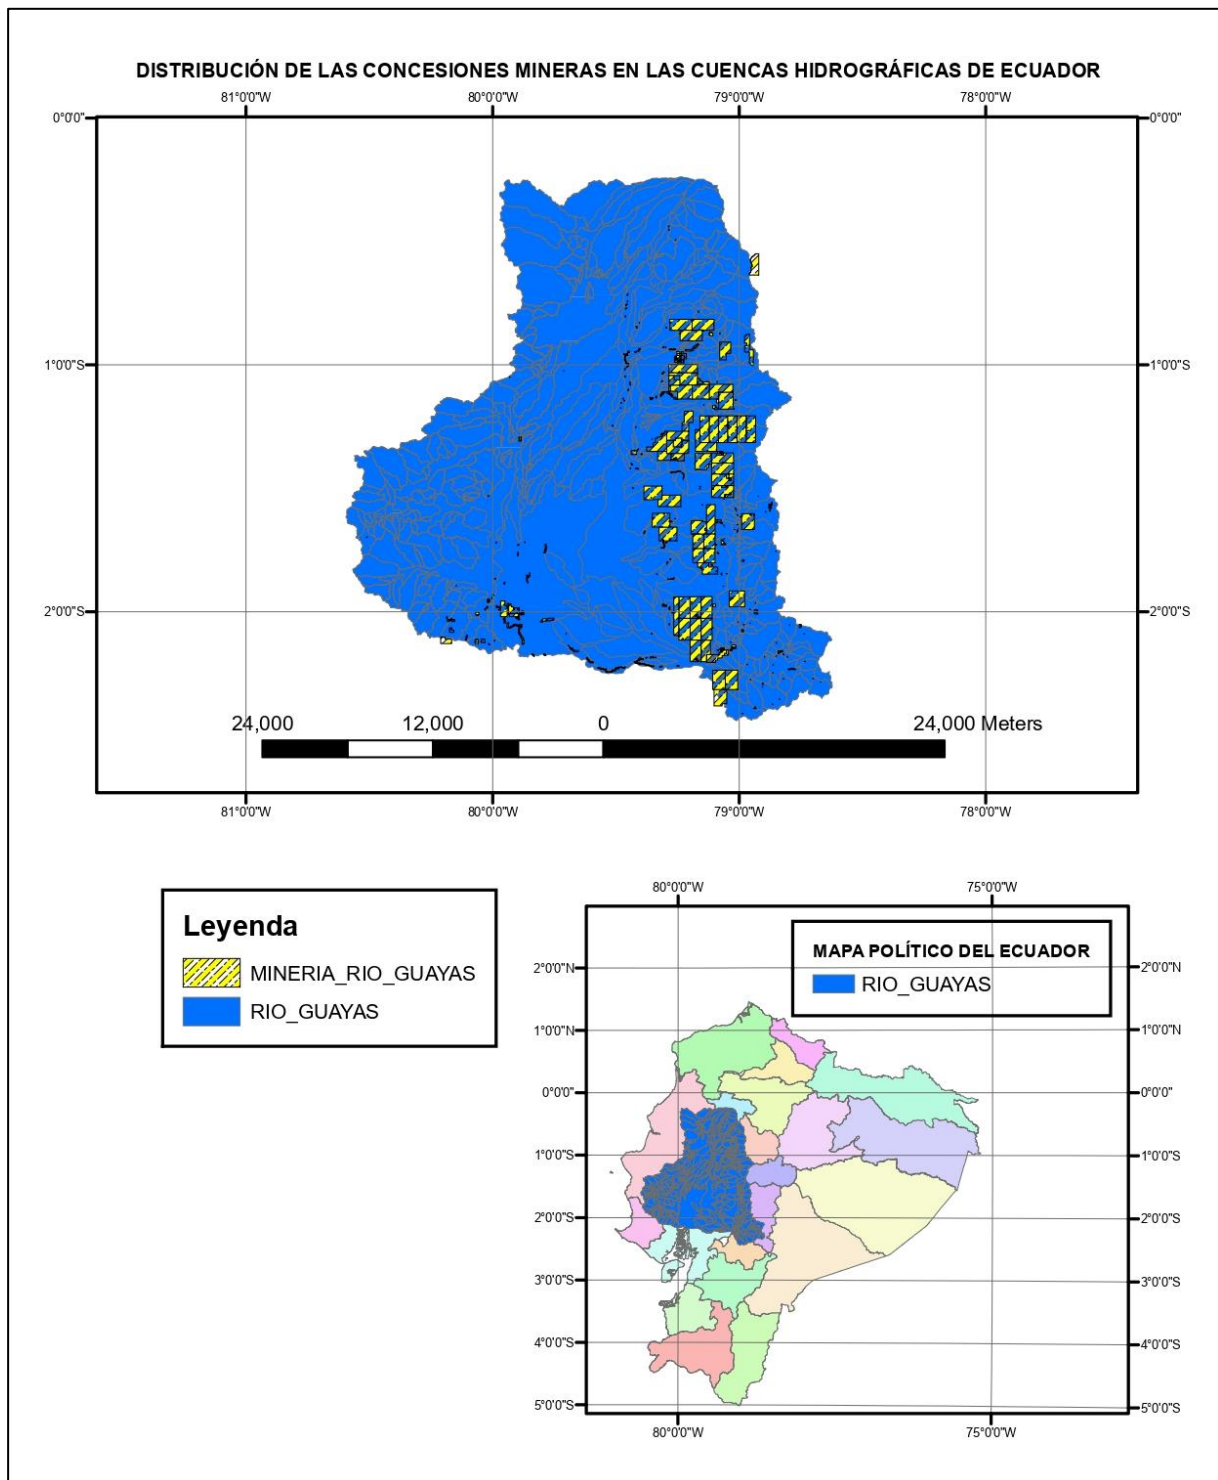 DISTRIBUCIÓN DE LAS CONCESIONES MINERAS EN LAS CUENCAS HIDROGRÁFICAS DE ECUADOR
81°0'0"W 80°0'0"W 79°0'0"W 78°0'0"W
0°0'0" 0°0'0"
1°0'0"S 1°0'0"S
2°0'0"S 2°0'0"S
24,000 12,000 0 24,000 Meters
81°0'0"W 80°0'0"W 79°0'0"W 78°0'0"W
Leyenda
MINERIA_RIO_GUAYAS
RIO_GUAYAS
80°0'0"W 75°0'0"W
MAPA POLÍTICO DEL ECUADOR
RIO_GUAYAS
2°0'0"N 2°0'0"N
1°0'0"N 1°0'0"N
0°0'0" 0°0'0"
1°0'0"S 1°0'0"S
2°0'0"S 2°0'0"S
3°0'0"S 3°0'0"S
4°0'0"S 4°0'0"S
5°0'0"S 5°0'0"S
80°0'0"W 75°0'0"W